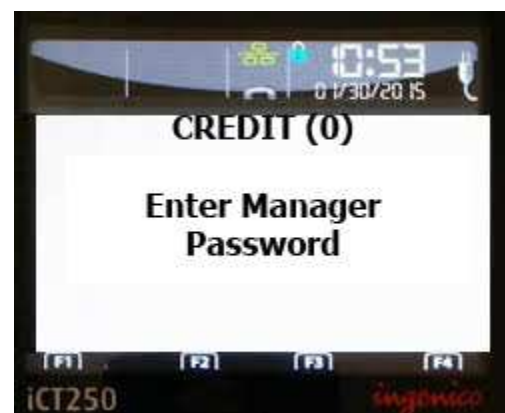 10:53
01/30/2015
CREDIT (0)
Enter Manager
Password
F1 F2 F3 F4
iCT250 ingenico